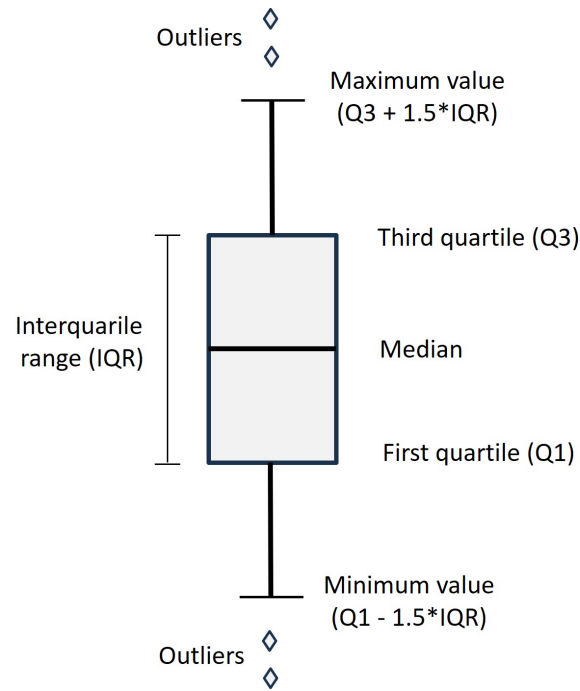 Outliers
Maximum value
(Q3 + 1.5*IQR)
Third quartile (Q3)
Interquarile
range (IQR)
Median
First quartile (Q1)
Minimum value
(Q1 - 1.5*IQR)
Outliers